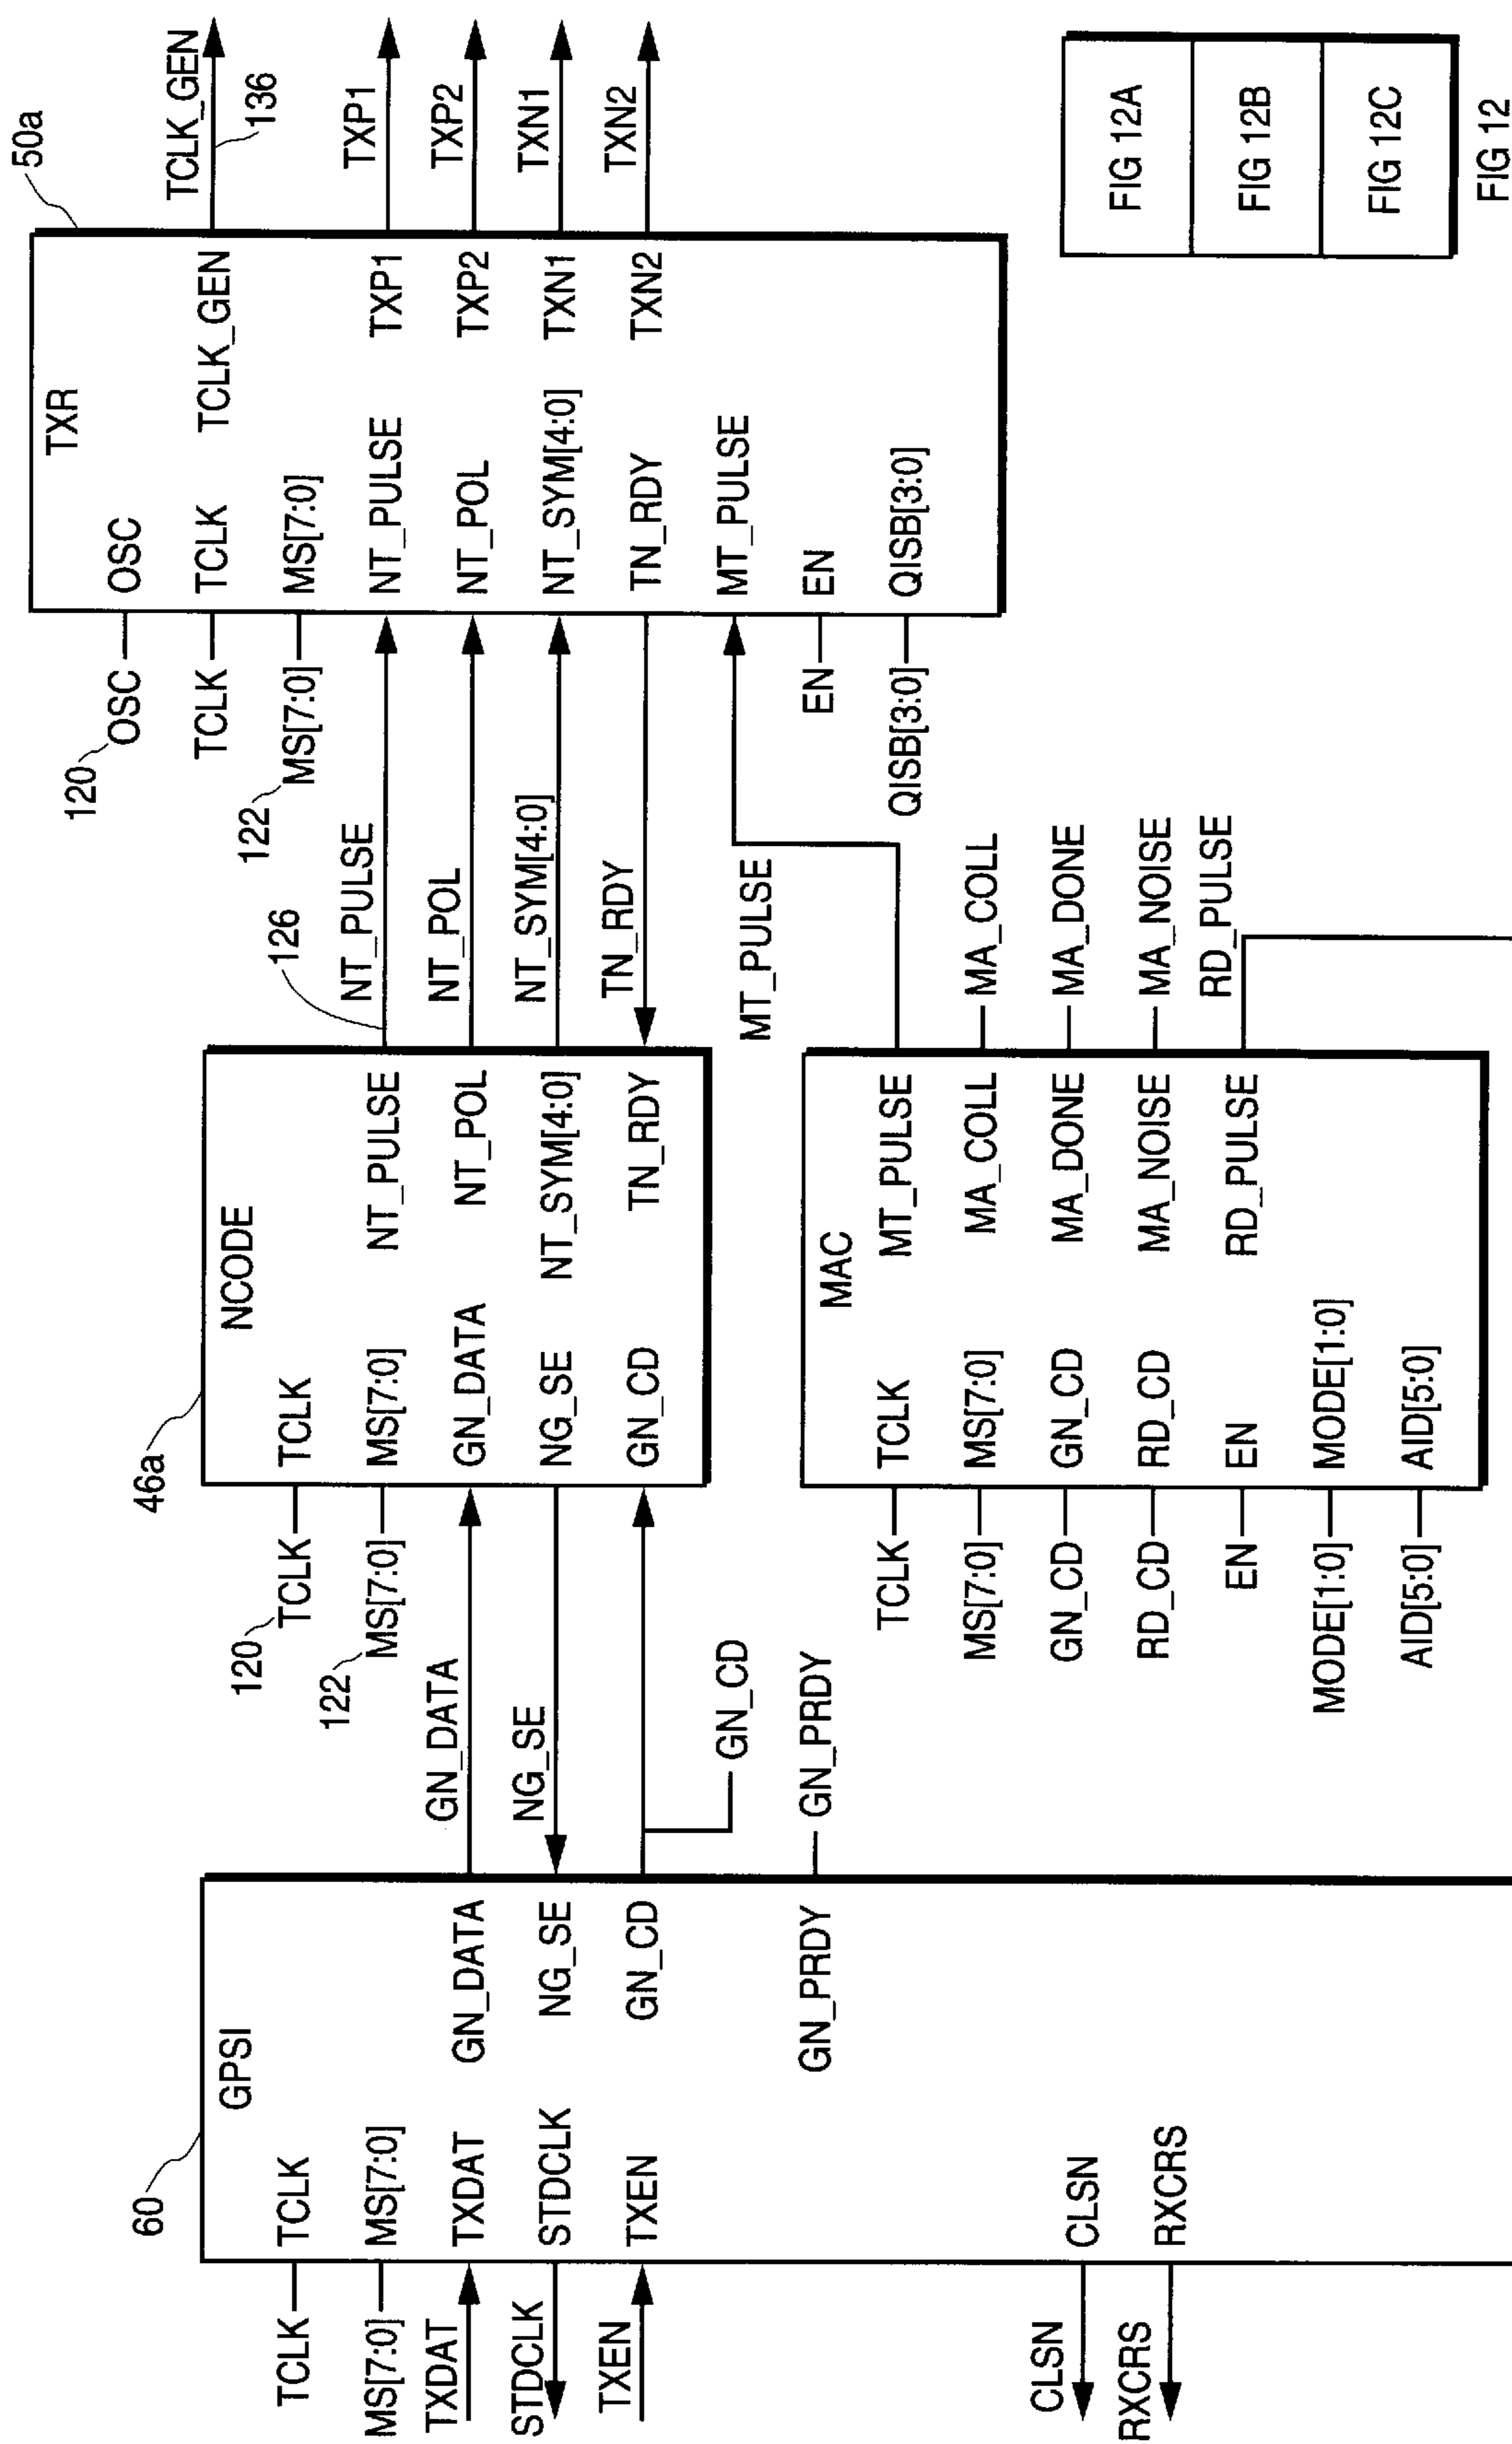 60
GPSI
TCLK
TCLK
MS[7:0]
MS[7:0]
TXDAT
TXDAT
GN_DATA
STDCLK
STDCLK
NG_SE
TXEN
TXEN
GN_CD
GN_PRDY
CLSN
CLSN
RXCRS
RXCRS
GN_DATA
NG_SE
GN_CD
GN_PRDY
46a
NCODE
120
TCLK
TCLK
122
MS[7:0]
MS[7:0]
NT_PULSE
GN_DATA
NT_POL
NG_SE
NT_SYM[4:0]
GN_CD
TN_RDY
MAC
TCLK
TCLK
MT_PULSE
MS[7:0]
MS[7:0]
MA_COLL
MA_COLL
GN_CD
GN_CD
MA_DONE
MA_DONE
RD_CD
RD_CD
MA_NOISE
MA_NOISE
EN
EN
RD_PULSE
RD_PULSE
MODE[1:0]
MODE[1:0]
AID[5:0]
AID[5:0]
126
NT_PULSE
NT_POL
NT_SYM[4:0]
TN_RDY
MT_PULSE
50a
TXR
120
OSC
OSC
TCLK
TCLK
TCLK_GEN
TCLK_GEN
136
122
MS[7:0]
MS[7:0]
NT_PULSE
TXP1
TXP1
NT_POL
TXP2
TXP2
NT_SYM[4:0]
TXN1
TXN1
TN_RDY
TXN2
TXN2
MT_PULSE
EN
EN
QISB[3:0]
QISB[3:0]
FIG 12A
FIG 12B
FIG 12C
FIG 12